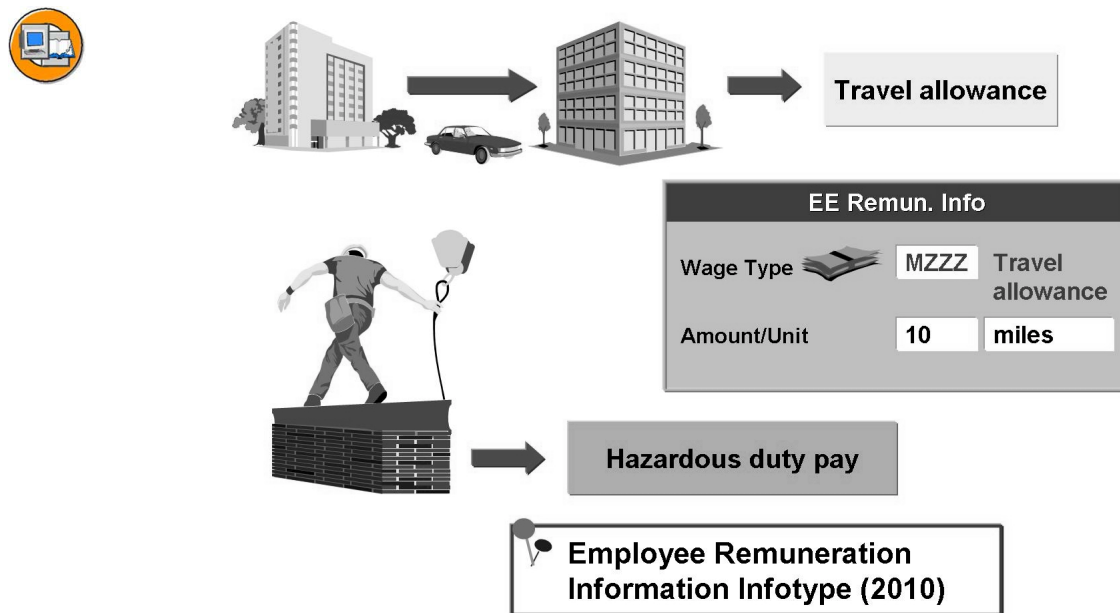 Travel allowance
EE Remun. Info
Wage Type MZZZ Travel
allowance
Amount/Unit 10 miles
Hazardous duty pay
Employee Remuneration
Information Infotype (2010)